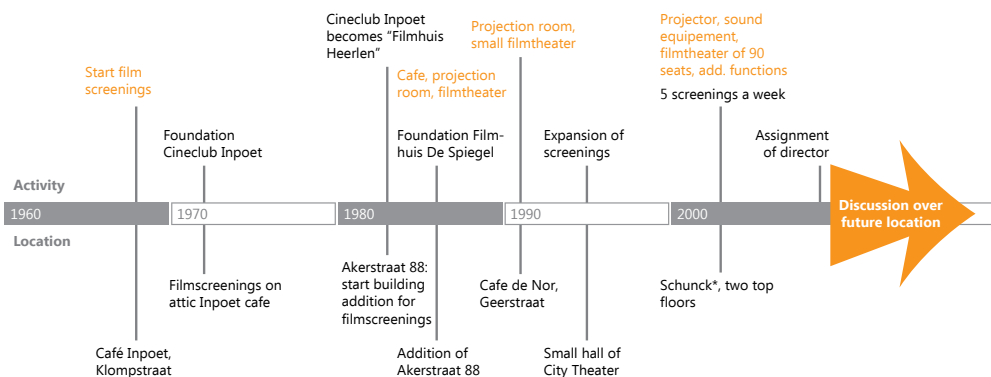 Cineclub Inpoet
becomes “Filmhuis
Heerlen”
Projection room,
small filmtheater
Projector, sound
equipement,
filmtheater of 90
seats, add. functions
5 screenings a week
Start film
screenings
Cafe, projection
room, filmtheater
Foundation
Cineclub Inpoet
Foundation Film-
huis De Spiegel
Expansion of
screenings
Assignment
of director
Activity
1960
1970
1980
1990
2000
Discussion over
future location
Location
Filmscreenings on
attic Inpoet cafe
Akerstraat 88:
start building
addition for
filmscreenings
Cafe de Nor,
Geerstraat
Schunck*, two top
floors
Café Inpoet,
Klompstraat
Addition of
Akerstraat 88
Small hall of
City Theater